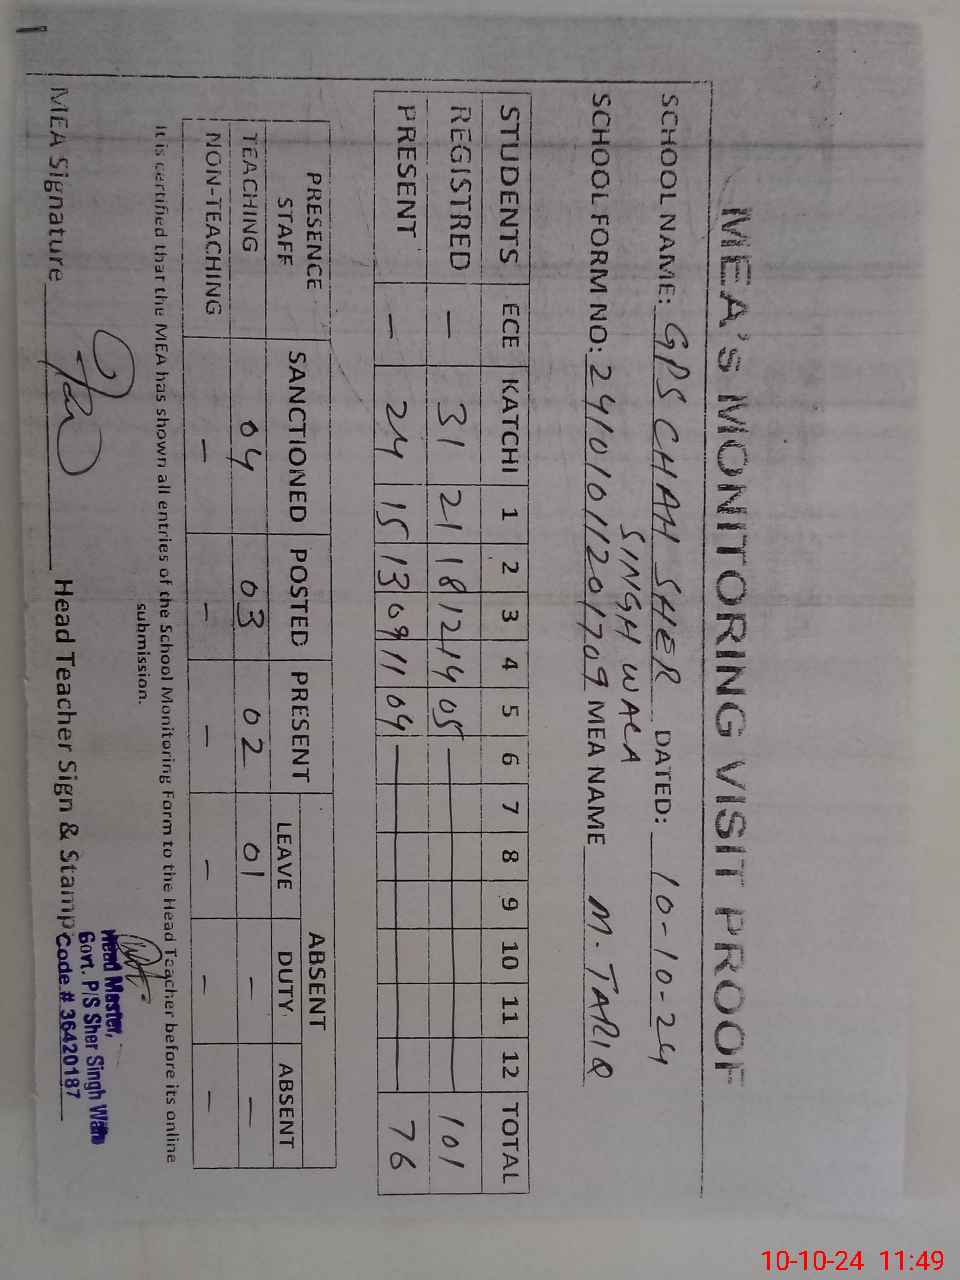 MEA'S MONITORING VISIT PROOF
SCHOOL NAME: GPS CHAH SHER DATED: 10-10-24
SINGH WALA
SCHOOL FORM NO: 24101011201709 MEA NAME M. TARIQ
STUDENTS ECE KATCHI 1 2 3 4 5 6 7 8 9 10 11 12 TOTAL
REGISTRED - 31 21 18 12 14 05 - 101
PRESENT - 24 15 13 09 11 04 - 76
PRESENCE STAFF SANCTIONED POSTED PRESENT ABSENT
LEAVE DUTY ABSENT
TEACHING 04 03 02 01 - -
NON-TEACHING - - - - - -
It is certified that the MEA has shown all entries of the School Monitoring Form to the Head Teacher before its online
submission.
MEA Signature Head Teacher Sign & Stamp
Head Master,
Govt. P/S Sher Singh Wala
Code # 36420187
10-10-24 11:49